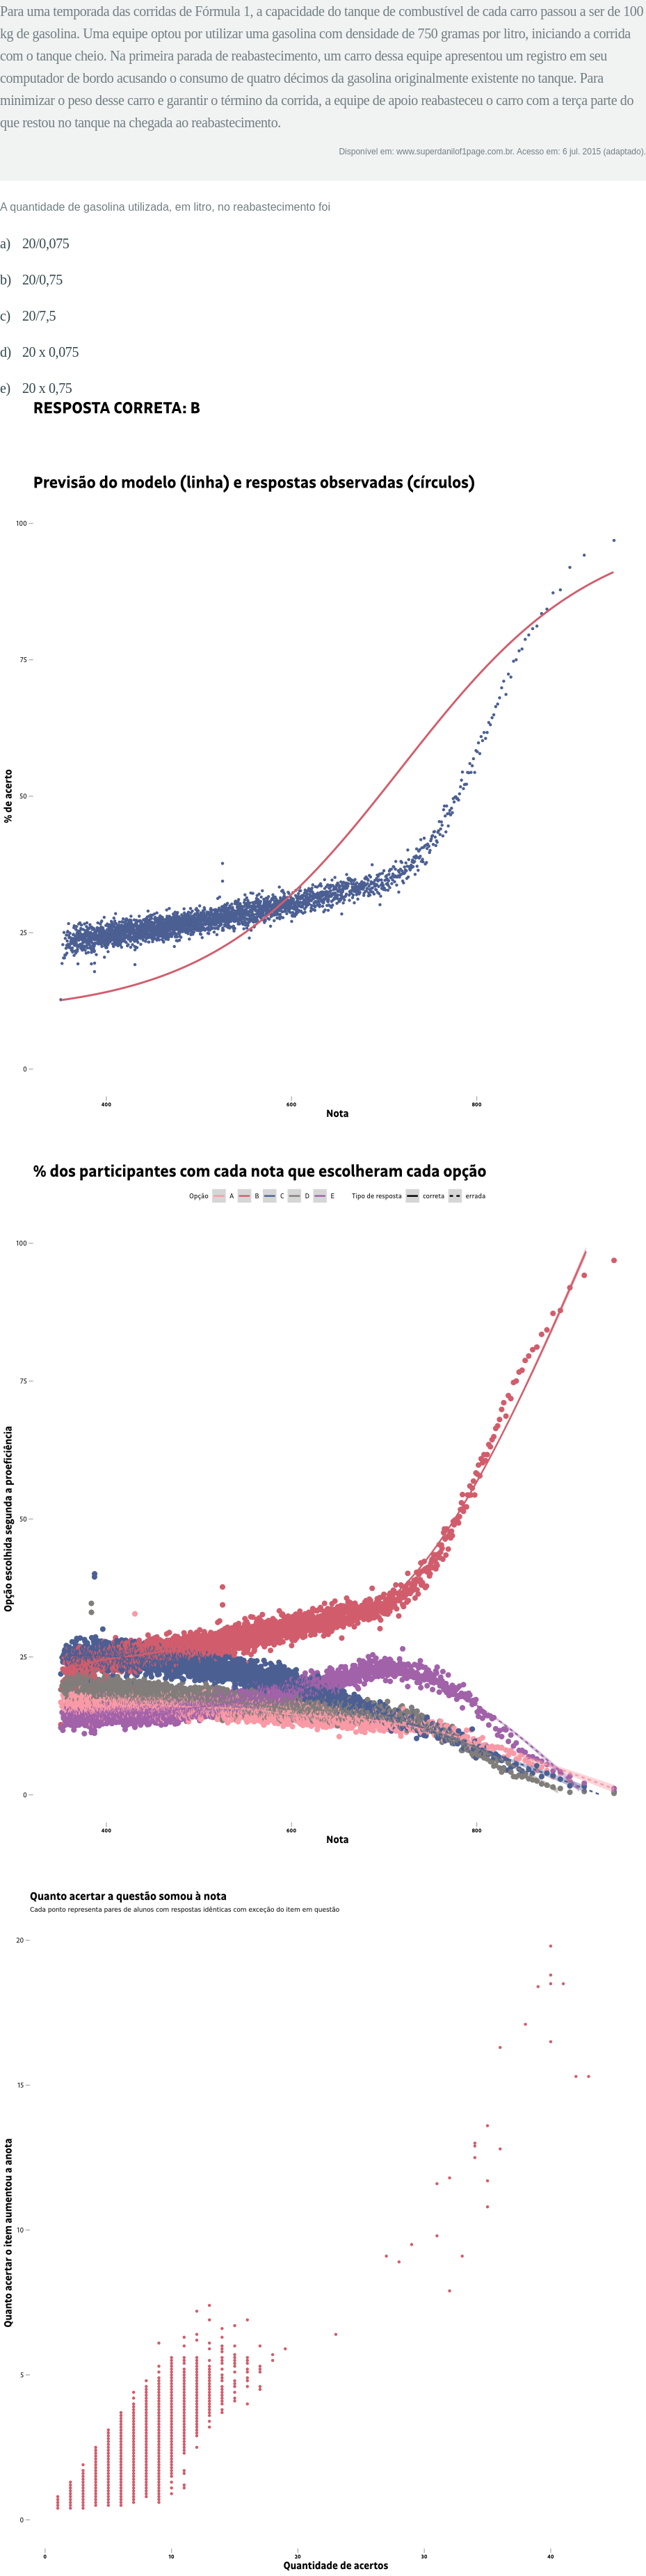 Para uma temporada das corridas de Fórmula 1, a capacidade do tanque de combustível de cada carro passou a ser de 100
kg de gasolina. Uma equipe optou por utilizar uma gasolina com densidade de 750 gramas por litro, iniciando a corrida
com o tanque cheio. Na primeira parada de reabastecimento, um carro dessa equipe apresentou um registro em seu
computador de bordo acusando o consumo de quatro décimos da gasolina originalmente existente no tanque. Para
minimizar o peso desse carro e garantir o término da corrida, a equipe de apoio reabasteceu o carro com a terça parte do
que restou no tanque na chegada ao reabastecimento.
Disponível em: www.superdanilof1page.com.br. Acesso em: 6 jul. 2015 (adaptado).
A quantidade de gasolina utilizada, em litro, no reabastecimento foi
a) 20/0,075
b) 20/0,75
c) 20/7,5
d) 20 x 0,075
e) 20 x 0,75
RESPOSTA CORRETA: B
Previsão do modelo (linha) e respostas observadas (círculos)
100
75
50
25
0
% de acerto
400 600 800
Nota
% dos participantes com cada nota que escolheram cada opção
Opção A B C D E Tipo de resposta correta errada
100
75
50
25
0
Opção escolhida segunda a proeficiência
400 600 800
Nota
Quanto acertar a questão somou à nota
Cada ponto representa pares de alunos com respostas idênticas com exceção do item em questão
20
15
10
5
0
Quanto acertar o item aumentou a anota
0 10 20 30 40
Quantidade de acertos